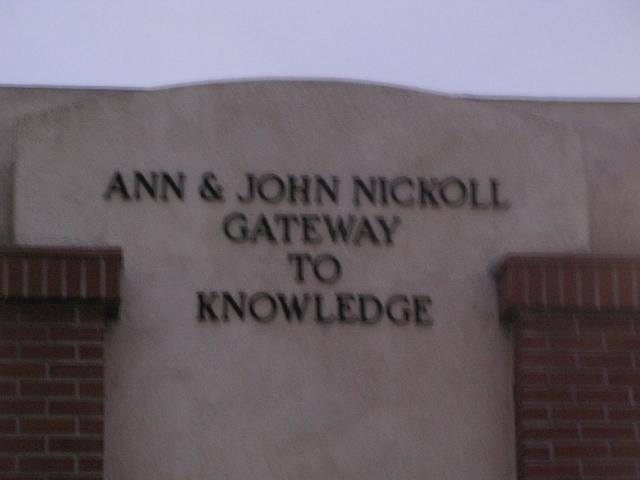 ANN & JOHN NICKOLL
GATEWAY
TO
KNOWLEDGE